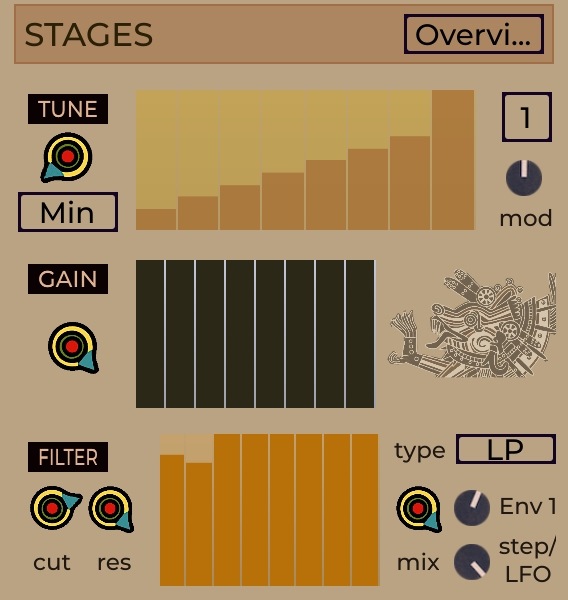 STAGES
Overvi...
TUNE
1
Min
mod
GAIN
FILTER
type
LP
Env 1
cut
res
mix
step/
LFO